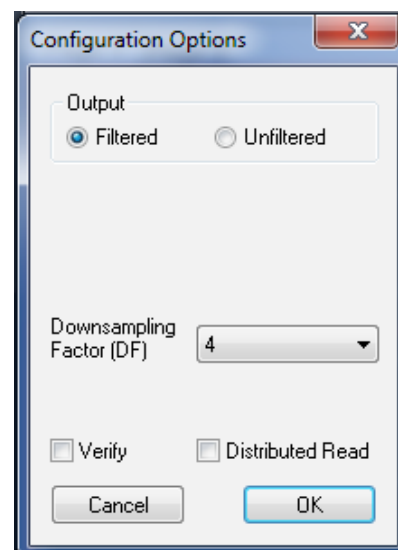 Configuration Options
Output
Filtered
Unfiltered
Downsampling
Factor (DF)
4
Verify
Distributed Read
Cancel
OK